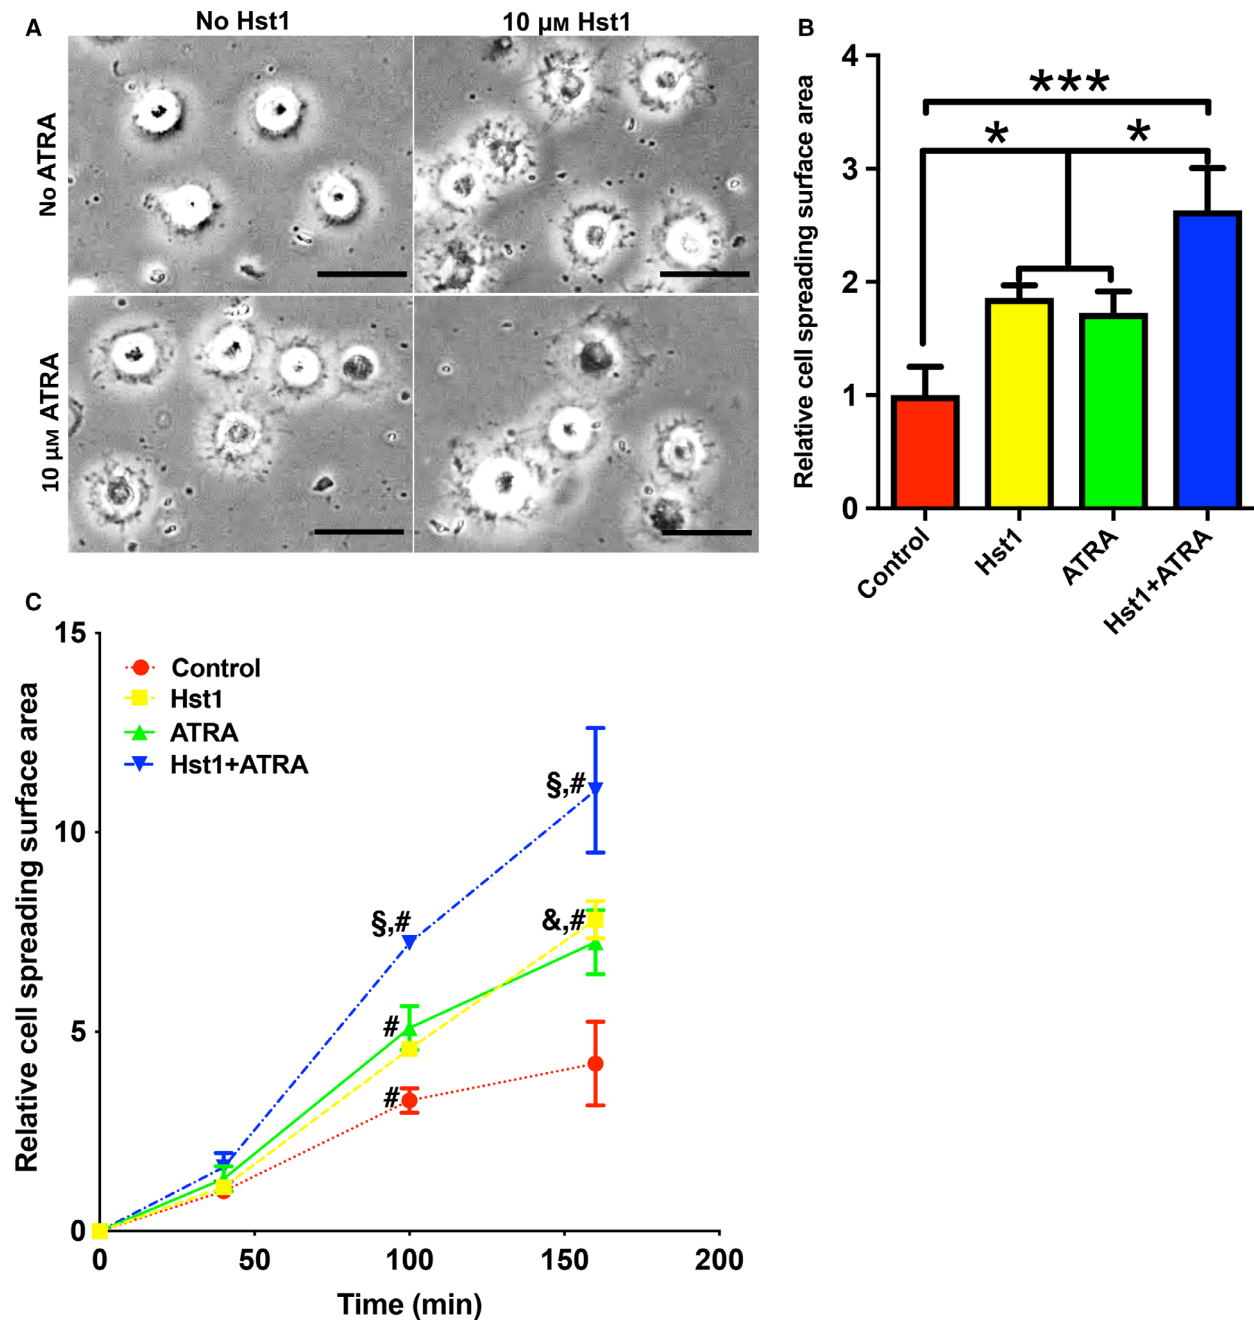 A
No Hst1
10 µM Hst1
No ATRA
10 µM ATRA
B
Relative cell spreading surface area
4
3
2
1
0
***
*
*
Control
Hst1
ATRA
Hst1+ATRA
C
Relative cell spreading surface area
15
10
5
0
Control
Hst1
ATRA
Hst1+ATRA
§,#
§,#
&,#
#
#
0
50
100
150
200
Time (min)